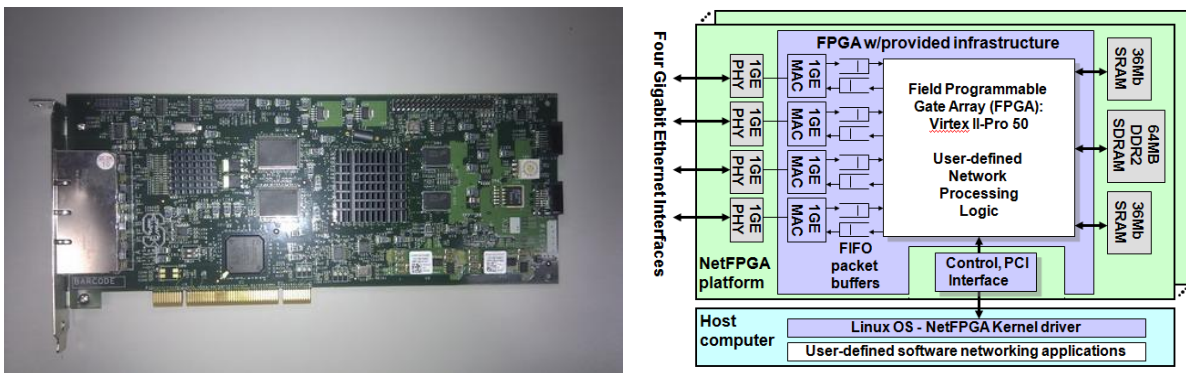 BARCODE
Four Gigabit Ethernet Interfaces
FPGA w/provided infrastructure
1GE
PHY
1GE
MAC
1GE
PHY
1GE
MAC
1GE
PHY
1GE
MAC
1GE
PHY
1GE
MAC
Field Programmable
Gate Array (FPGA):
Virtex II-Pro 50
User-defined
Network
Processing
Logic
36Mb
SRAM
64MB
DDR2
SDRAM
36Mb
SRAM
FIFO
packet
buffers
NetFPGA
platform
Control, PCI
Interface
Host
computer
Linux OS - NetFPGA Kernel driver
User-defined software networking applications